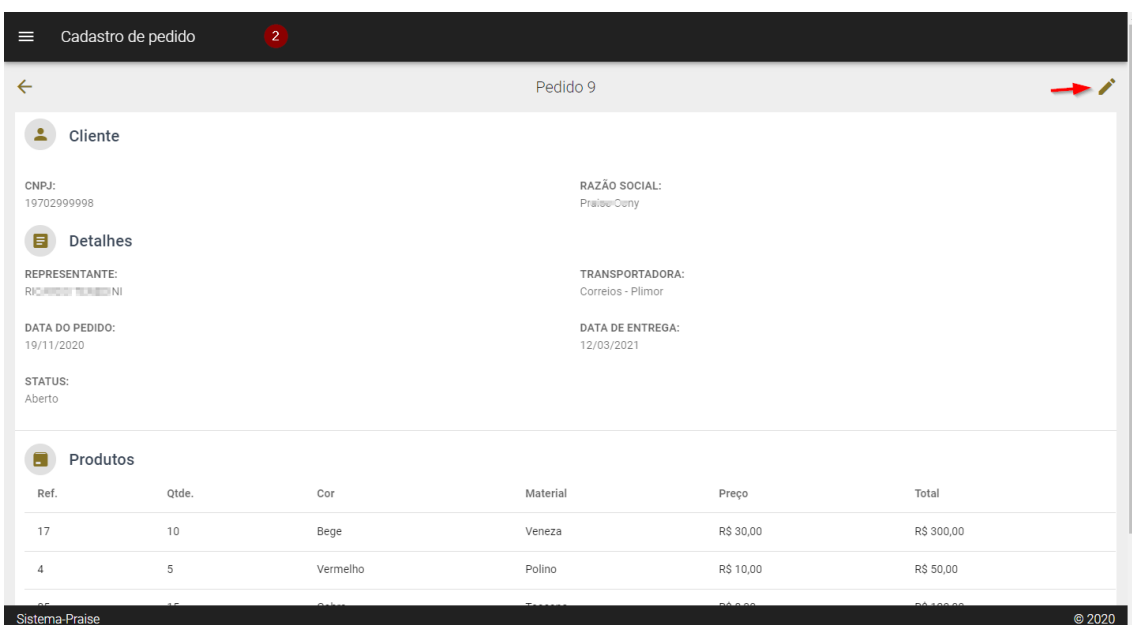 Cadastro de pedido 2
Pedido 9
Cliente
CNPJ: RAZÃO SOCIAL:
19702999998
Detalhes
REPRESENTANTE: TRANSPORTADORA:
Correios - Plimor
DATA DO PEDIDO: DATA DE ENTREGA:
19/11/2020 12/03/2021
STATUS:
Aberto
Produtos
Ref. Qtde. Cor Material Preço Total
17 10 Bege Veneza R$ 30,00 R$ 300,00
4 5 Vermelho Polino R$ 10,00 R$ 50,00
Sistema-Praise © 2020